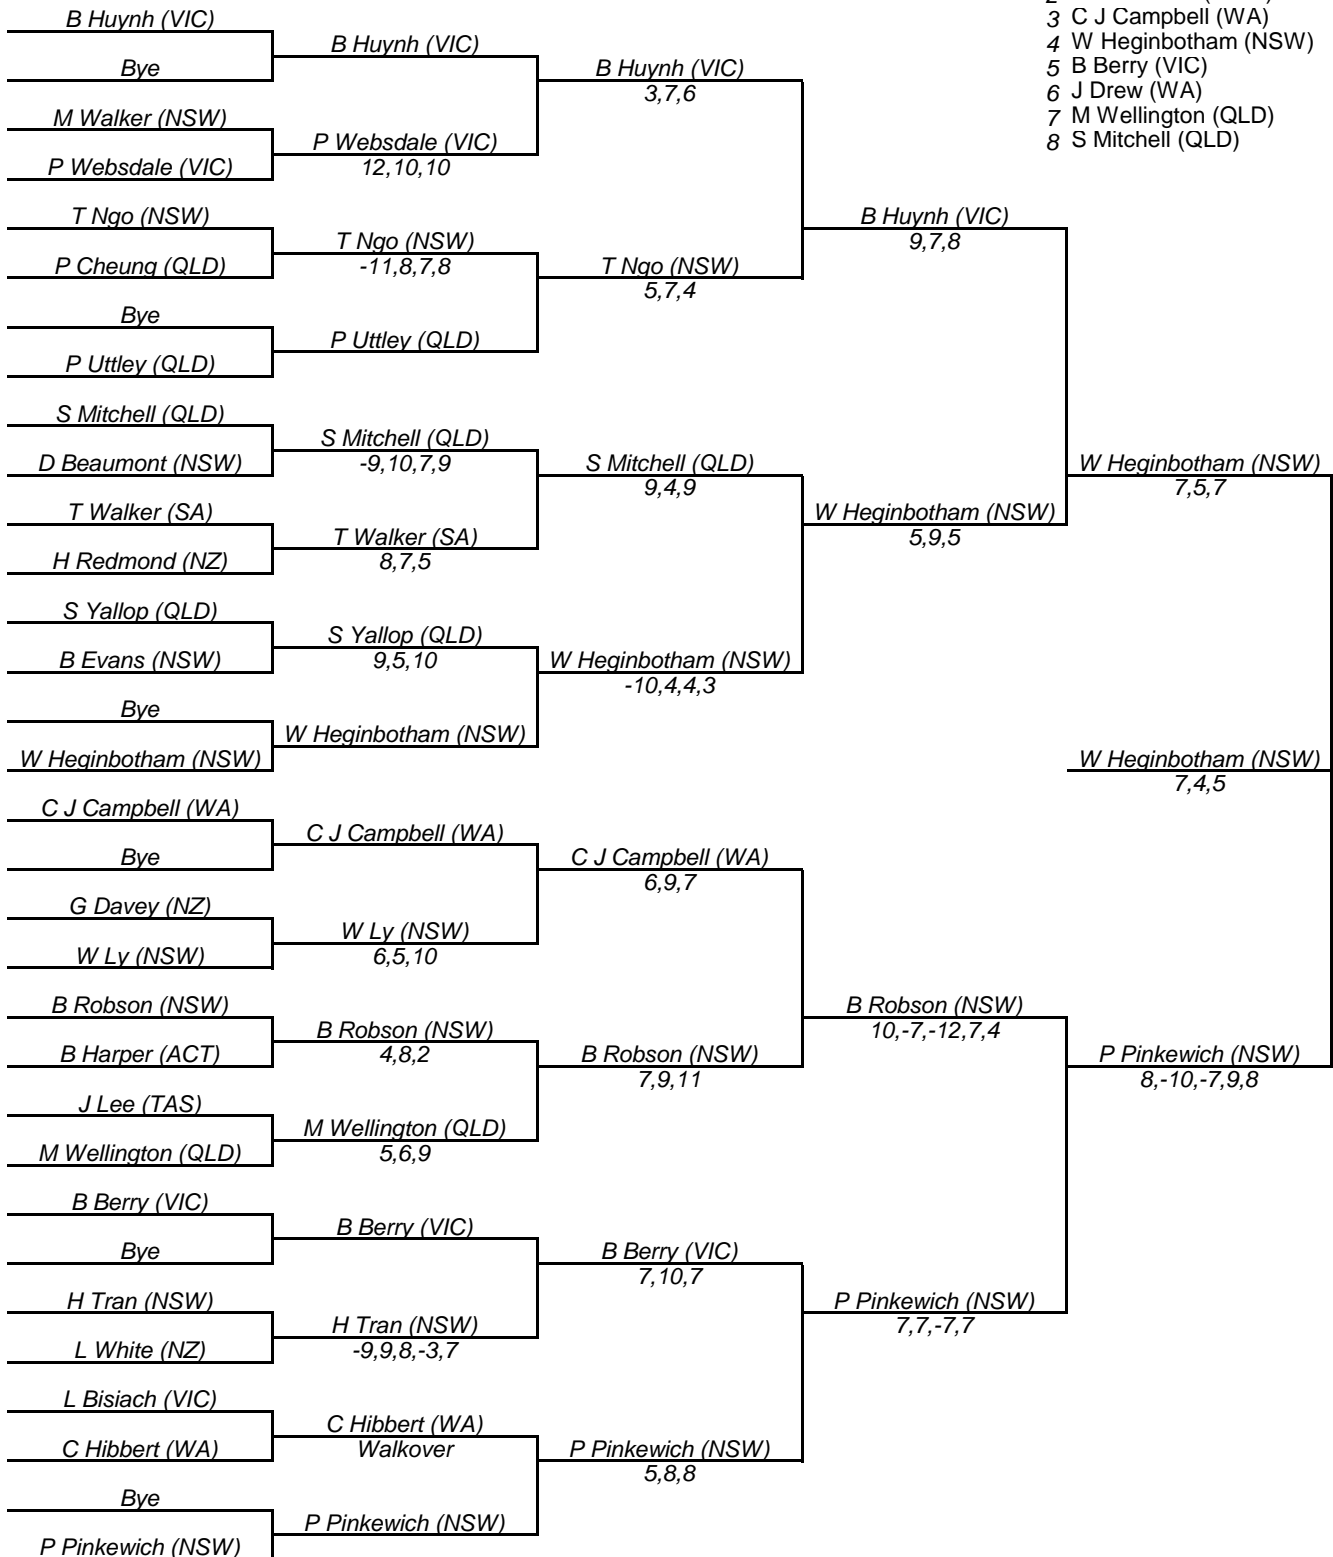 3 C J Campbell (WA)
4 W Heginbotham (NSW)
5 B Berry (VIC)
6 J Drew (WA)
7 M Wellington (QLD)
8 S Mitchell (QLD)
B Huynh (VIC)
Bye
M Walker (NSW)
P Websdale (VIC)
T Ngo (NSW)
P Cheung (QLD)
Bye
P Uttley (QLD)
S Mitchell (QLD)
D Beaumont (NSW)
T Walker (SA)
H Redmond (NZ)
S Yallop (QLD)
B Evans (NSW)
Bye
W Heginbotham (NSW)
C J Campbell (WA)
Bye
G Davey (NZ)
W Ly (NSW)
B Robson (NSW)
B Harper (ACT)
J Lee (TAS)
M Wellington (QLD)
B Berry (VIC)
Bye
H Tran (NSW)
L White (NZ)
L Bisiach (VIC)
C Hibbert (WA)
Bye
P Pinkewich (NSW)
B Huynh (VIC)
P Websdale (VIC)
12,10,10
T Ngo (NSW)
-11,8,7,8
P Uttley (QLD)
S Mitchell (QLD)
-9,10,7,9
T Walker (SA)
8,7,5
S Yallop (QLD)
9,5,10
W Heginbotham (NSW)
C J Campbell (WA)
W Ly (NSW)
6,5,10
B Robson (NSW)
4,8,2
M Wellington (QLD)
5,6,9
B Berry (VIC)
H Tran (NSW)
-9,9,8,-3,7
C Hibbert (WA)
Walkover
P Pinkewich (NSW)
B Huynh (VIC)
3,7,6
T Ngo (NSW)
5,7,4
S Mitchell (QLD)
9,4,9
W Heginbotham (NSW)
-10,4,4,3
C J Campbell (WA)
6,9,7
B Robson (NSW)
7,9,11
B Berry (VIC)
7,10,7
P Pinkewich (NSW)
5,8,8
B Huynh (VIC)
9,7,8
W Heginbotham (NSW)
5,9,5
B Robson (NSW)
10,-7,-12,7,4
P Pinkewich (NSW)
7,7,-7,7
W Heginbotham (NSW)
7,5,7
P Pinkewich (NSW)
8,-10,-7,9,8
W Heginbotham (NSW)
7,4,5